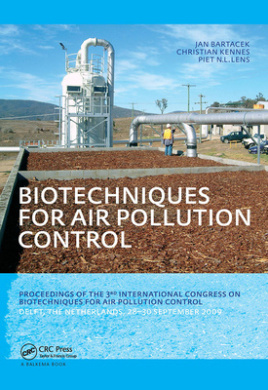 JAN BARTACEK
CHRISTIAN KENNES
PIET N.L. LENS
BIOTECHNIQUES
FOR AIR POLLUTION
CONTROL
PROCEEDINGS OF THE 3RD INTERNATIONAL CONGRESS ON
BIOTECHNIQUES FOR AIR POLLUTION CONTROL
DELFT, THE NETHERLANDS, 28–30 SEPTEMBER 2009
CRC Press
Taylor & Francis Group
A BALKEMA BOOK